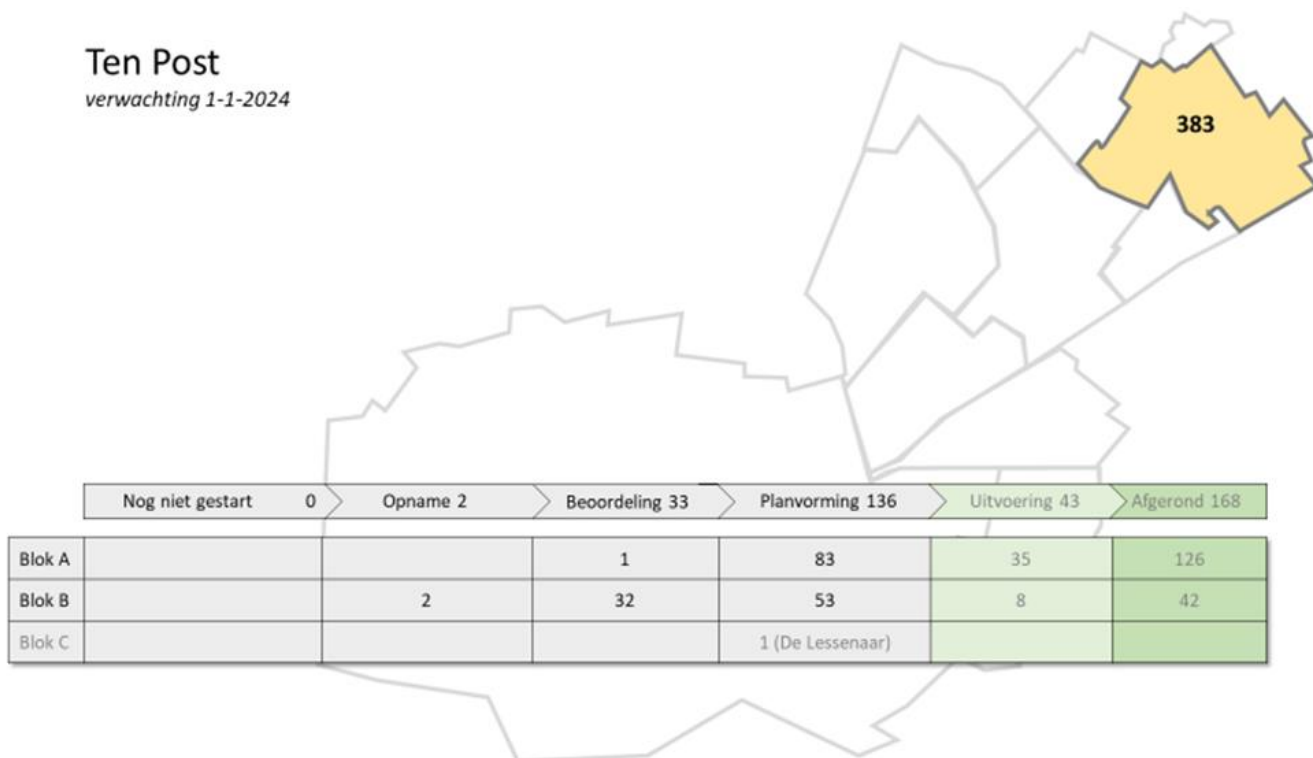 Ten Post
verwachting 1-1-2024
383
Nog niet gestart 0 Opname 2 Beoordeling 33 Planvorming 136 Uitvoering 43 Afgerond 168
Blok A 1 83 35 126
Blok B 2 32 53 8 42
Blok C 1 (De Lessenaar)